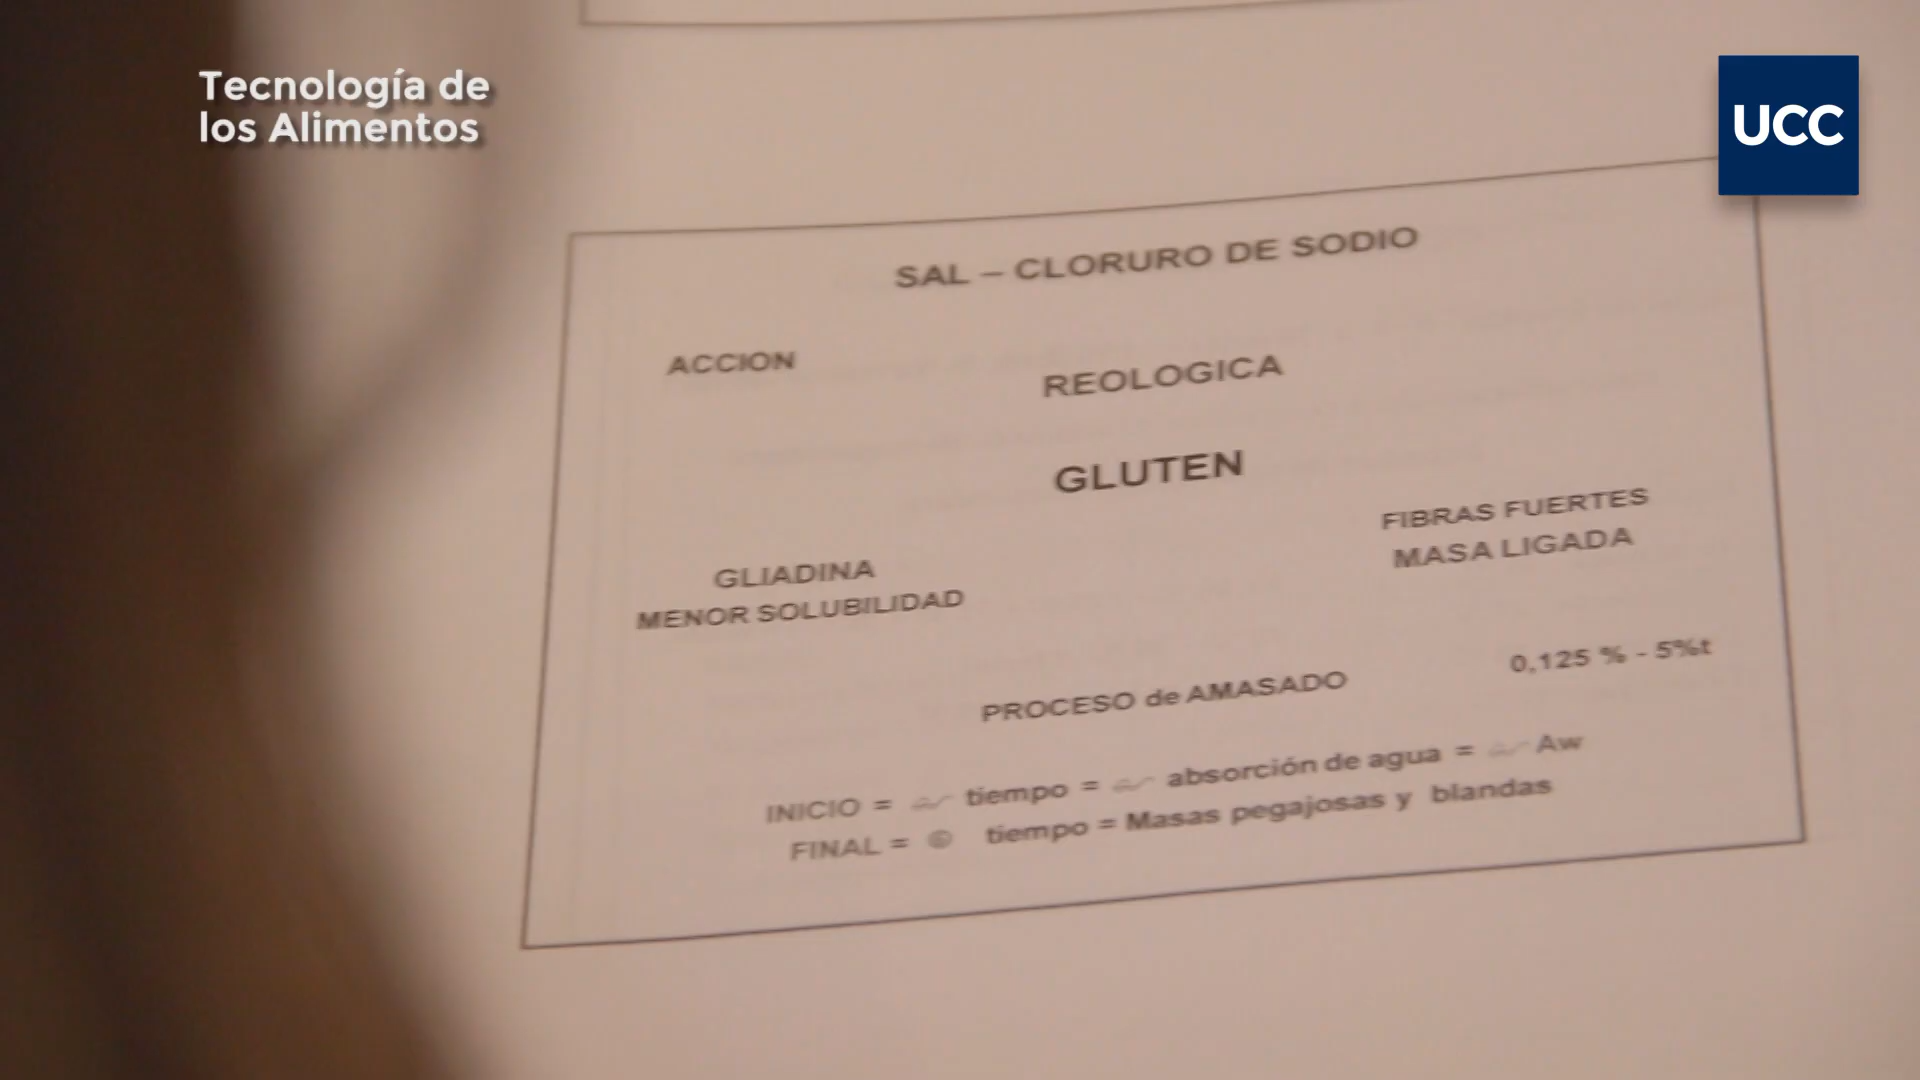 Tecnología de
los Alimentos
UCC
SAL – CLORURO DE SODIO
ACCION
REOLOGICA
GLUTEN
FIBRAS FUERTES
MASA LIGADA
GLIADINA
MENOR SOLUBILIDAD
0,125 % - 5%t
PROCESO de AMASADO
INICIO = tiempo = absorción de agua = Aw
FINAL = tiempo = Masas pegajosas y blandas